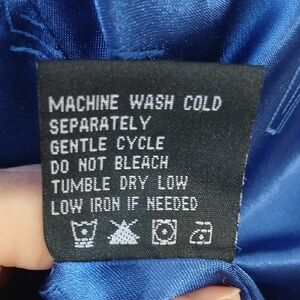 MACHINE WASH COLD
SEPARATELY
GENTLE CYCLE
DO NOT BLEACH
TUMBLE DRY LOW
LOW IRON IF NEEDED